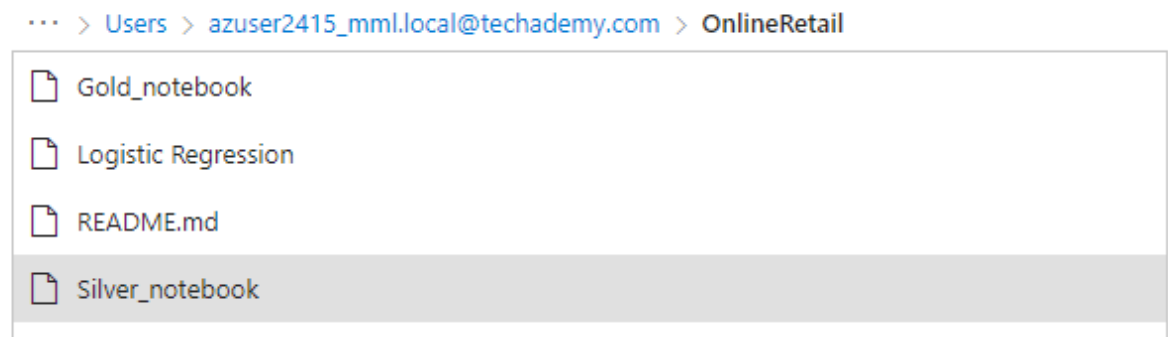 ··· > Users > azuser2415_mml.local@techademy.com > OnlineRetail
Gold_notebook
Logistic Regression
README.md
Silver_notebook